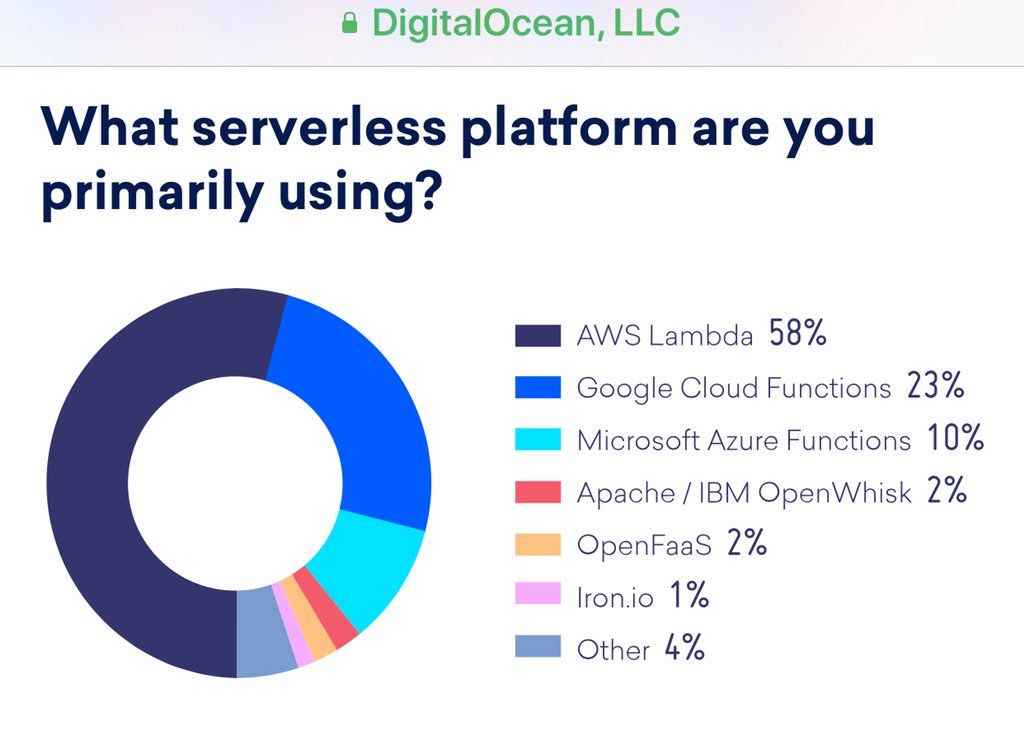 DigitalOcean, LLC
What serverless platform are you
primarily using?
AWS Lambda 58%
Google Cloud Functions 23%
Microsoft Azure Functions 10%
Apache / IBM OpenWhisk 2%
OpenFaaS 2%
Iron.io 1%
Other 4%